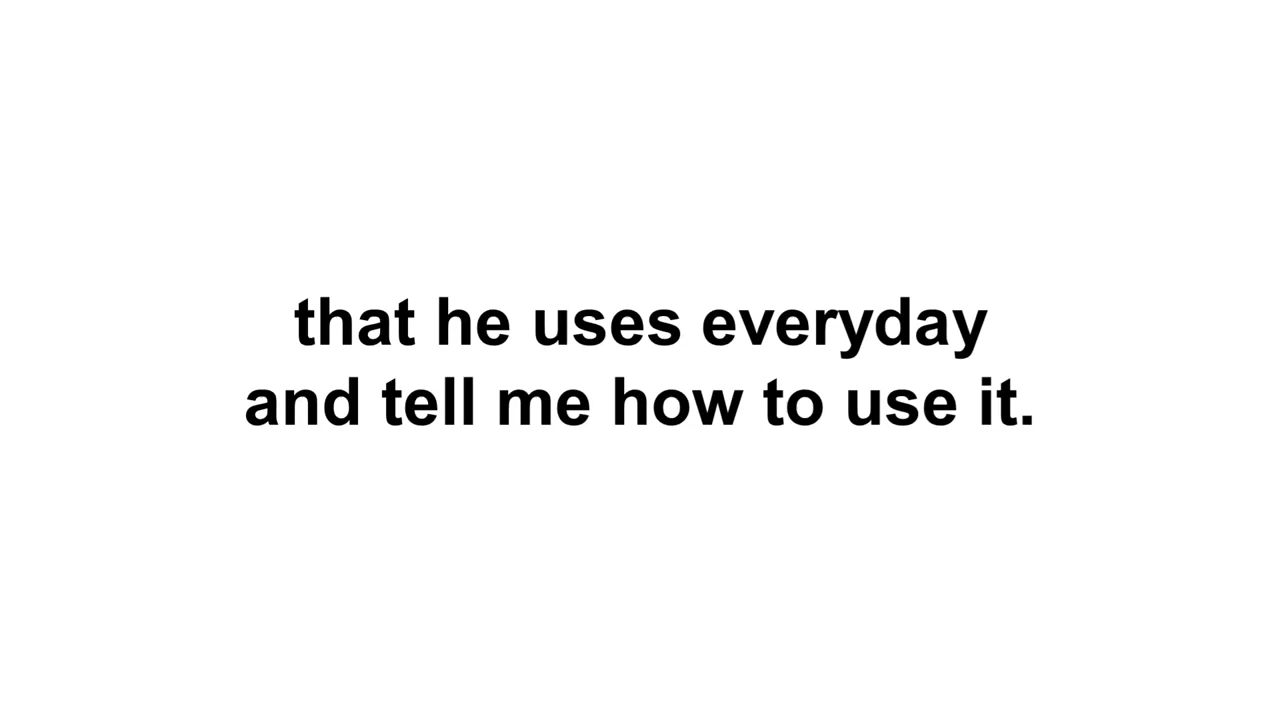 that he uses everyday
and tell me how to use it.